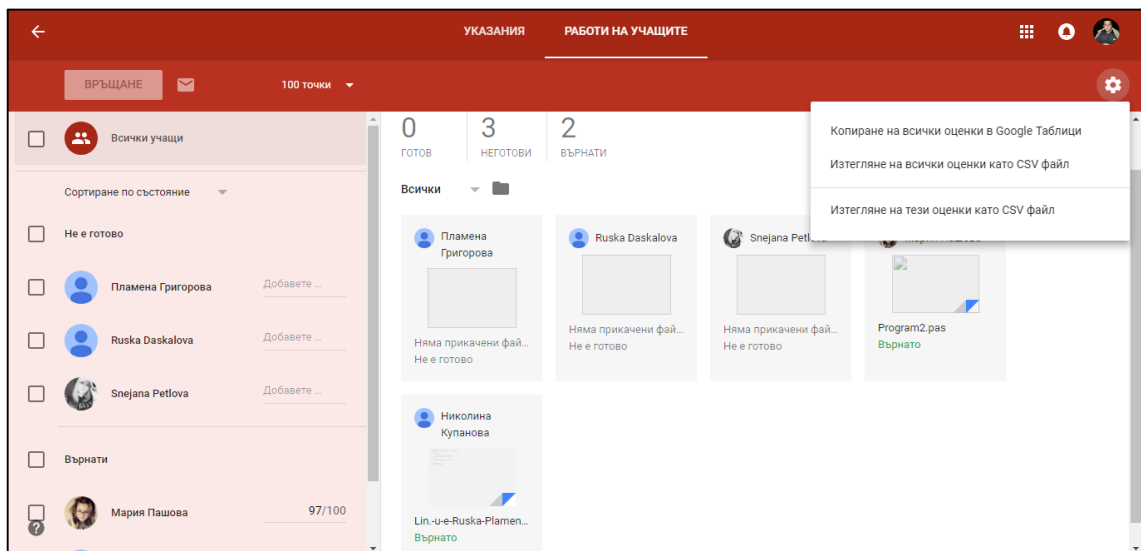 УКАЗАНИЯ
РАБОТИ НА УЧАЩИТЕ
ВРЪЩАНЕ
100 точки
Копиране на всички оценки в Google Таблици
Изтегляне на всички оценки като CSV файл
Изтегляне на тези оценки като CSV файл
Всички учащи
Сортиране по състояние
Не е готово
Пламена Григорова
Добавете ...
Ruska Daskalova
Добавете ...
Snejana Petlova
Добавете ...
Върнати
Мария Пашова
97/100
0
ГОТОВ
3
НЕГОТОВИ
2
ВЪРНАТИ
Всички
Пламена
Григорова
Няма прикачени фай...
Не е готово
Ruska Daskalova
Няма прикачени фай...
Не е готово
Snejana Petlova
Няма прикачени фай...
Не е готово
Program2.pas
Върнато
Николина
Купанова
Lin.-u-e-Ruska-Plamen...
Върнато